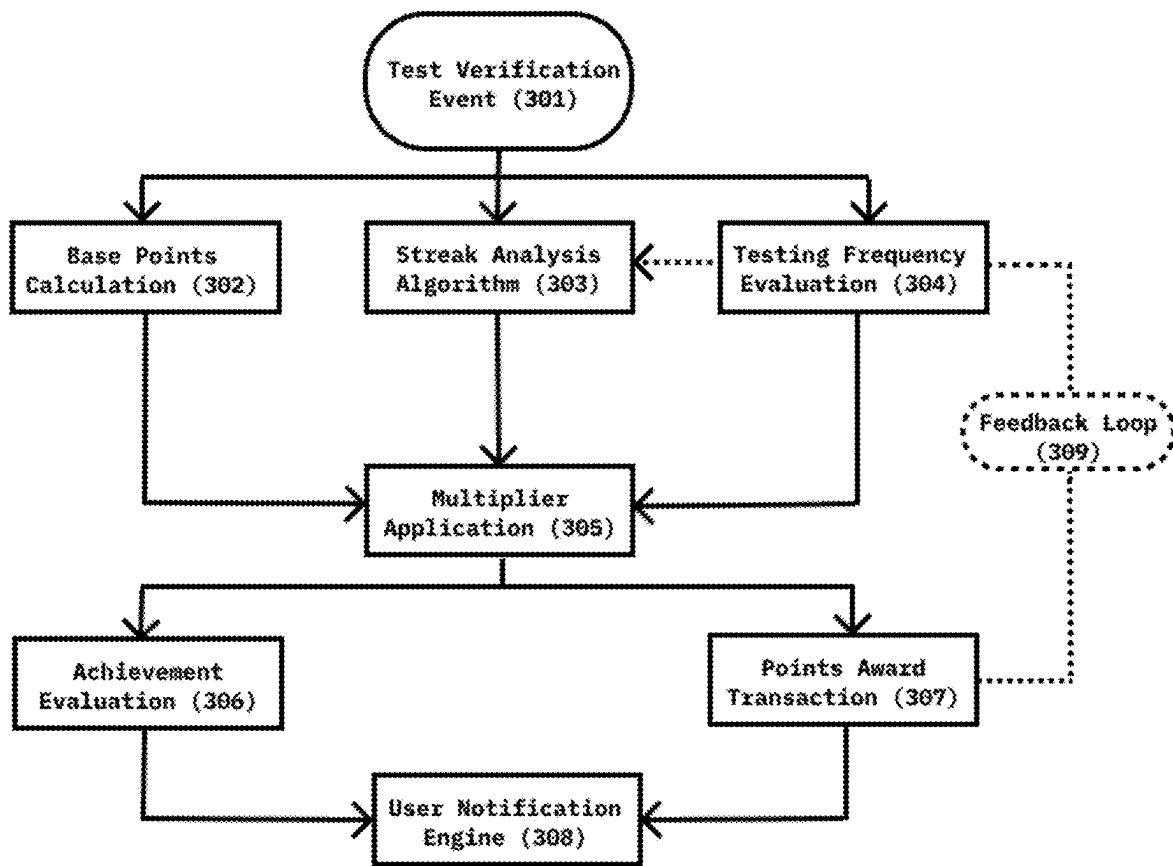 Test Verification
Event (301)
Base Points
Calculation (302)
Streak Analysis
Algorithm (303)
Testing Frequency
Evaluation (304)
Feedback Loop
(309)
Multiplier
Application (305)
Achievement
Evaluation (306)
Points Award
Transaction (307)
User Notification
Engine (308)